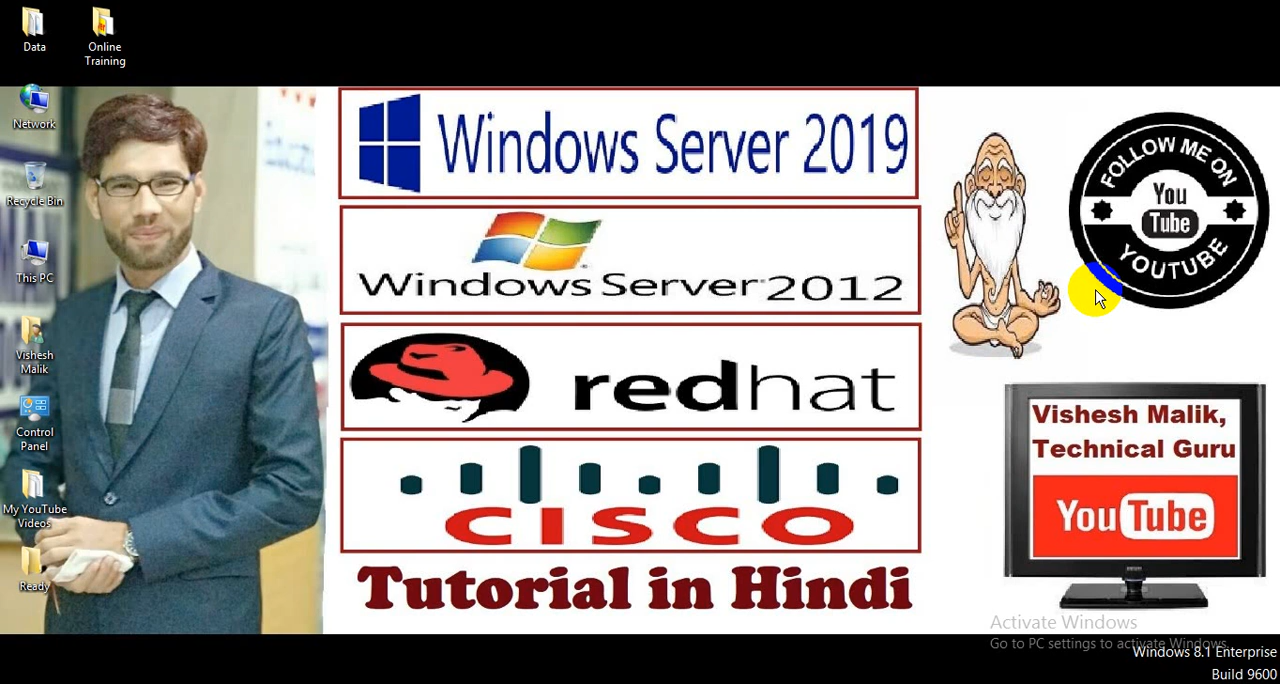 Data
Online
Training
Network
Recycle Bin
This PC
Vishesh
Malik
Control
Panel
My YouTube
Videos
Ready
Windows Server 2019
Windows Server 2012
redhat
CISCO
Tutorial in Hindi
FOLLOW ME ON
You
Tube
YOUTUBE
Vishesh Malik,
Technical Guru
YouTube
Activate Windows
Go to PC settings to activate Windows.
Windows 8.1 Enterprise
Build 9600